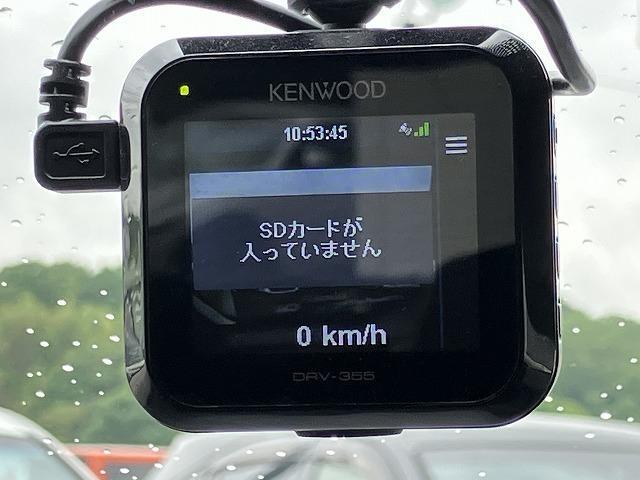 KENWOOD
10:53:45
SDカードが
入っていません
0 km/h
DRV-355